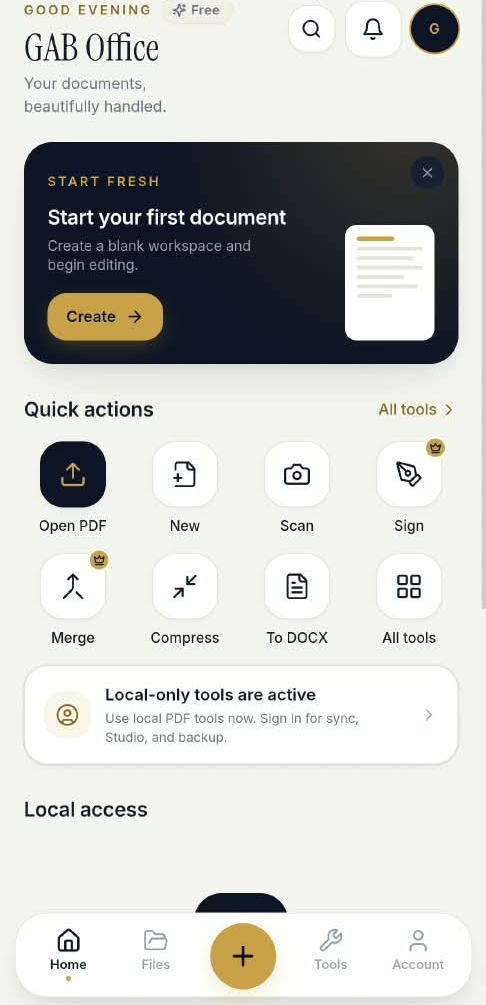 GOOD EVENING
Free
GAB Office
G
Your documents,
beautifully handled.
START FRESH
Start your first document
Create a blank workspace and
begin editing.
Create
Quick actions
All tools
Open PDF
New
Scan
Sign
Merge
Compress
To DOCX
All tools
Local-only tools are active
Use local PDF tools now. Sign in for sync,
Studio, and backup.
Local access
Home
Files
Tools
Account